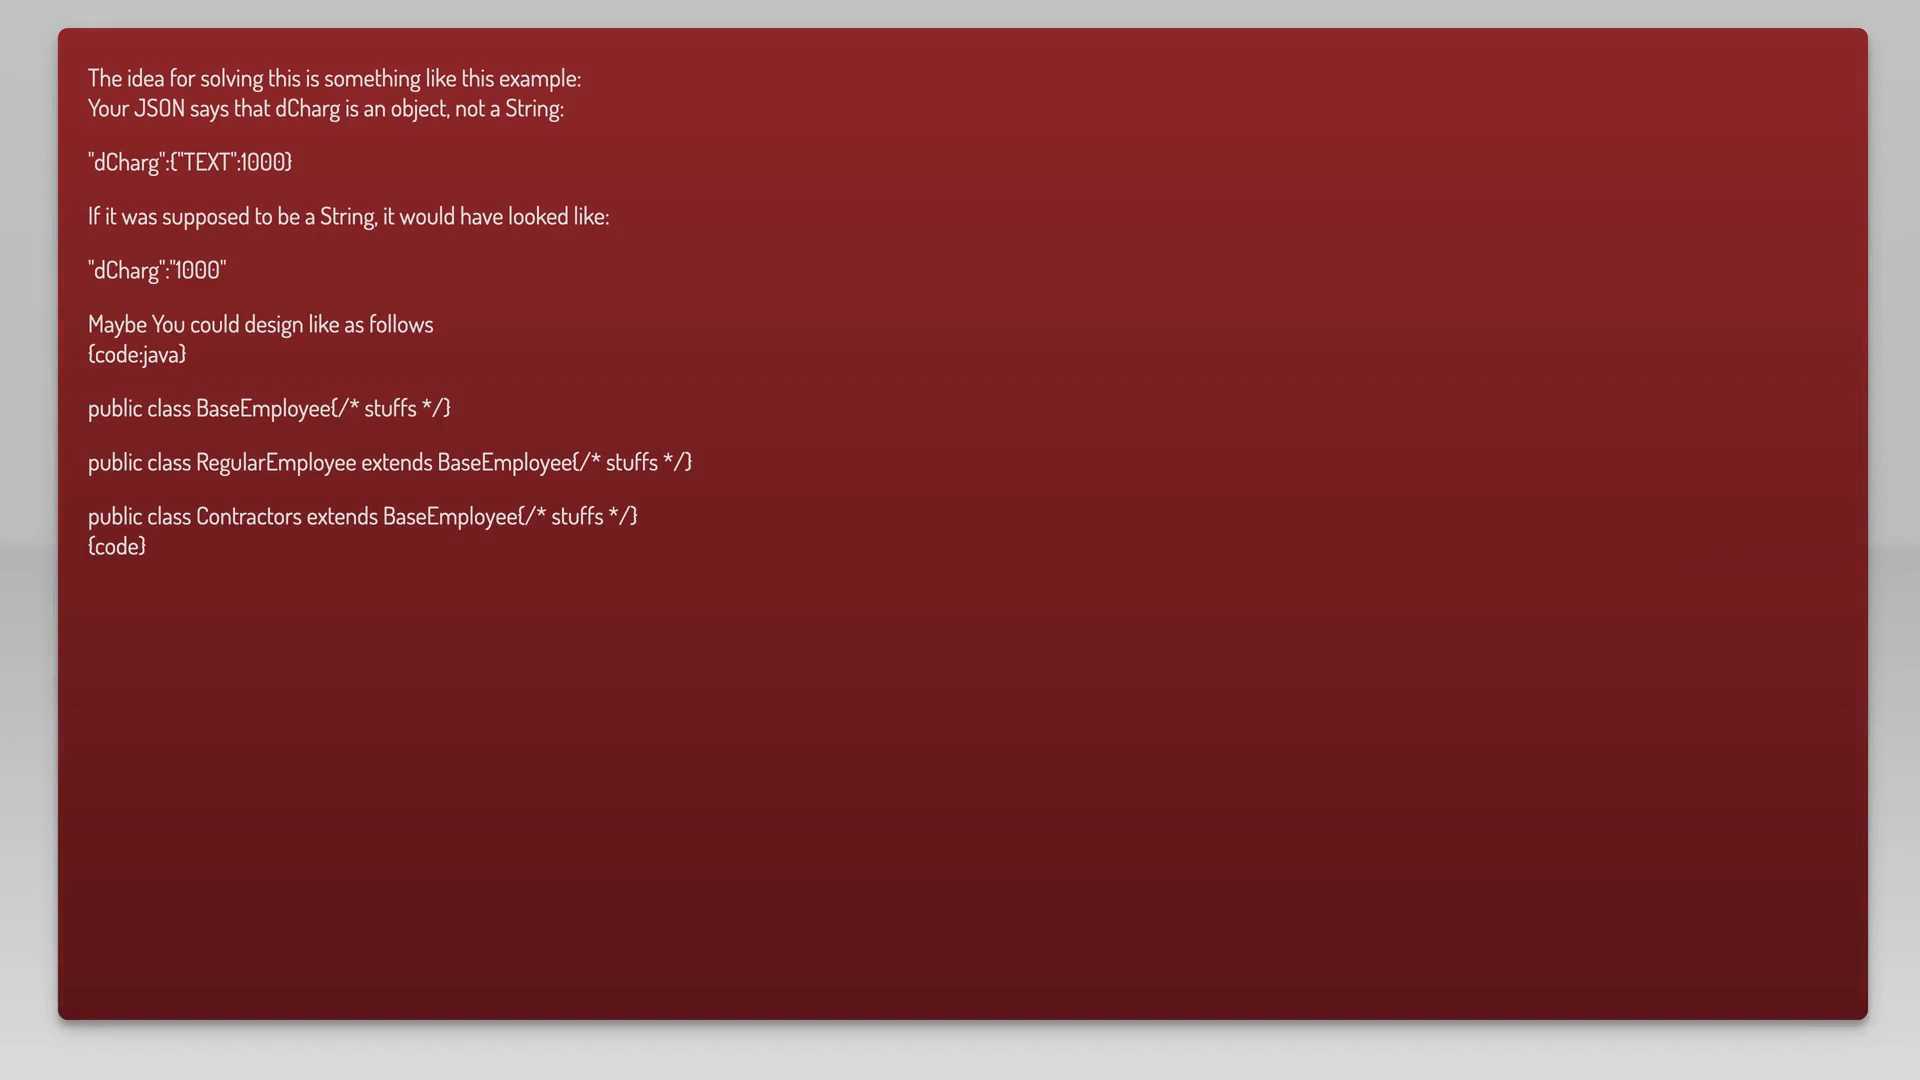 The idea for solving this is something like this example:
Your JSON says that dCharg is an object, not a String:
"dCharg":{"TEXT":1000}
If it was supposed to be a String, it would have looked like:
"dCharg":"1000"
Maybe You could design like as follows
{code:java}
public class BaseEmployee{/* stuffs */}
public class RegularEmployee extends BaseEmployee{/* stuffs */}
public class Contractors extends BaseEmployee{/* stuffs */}
{code}